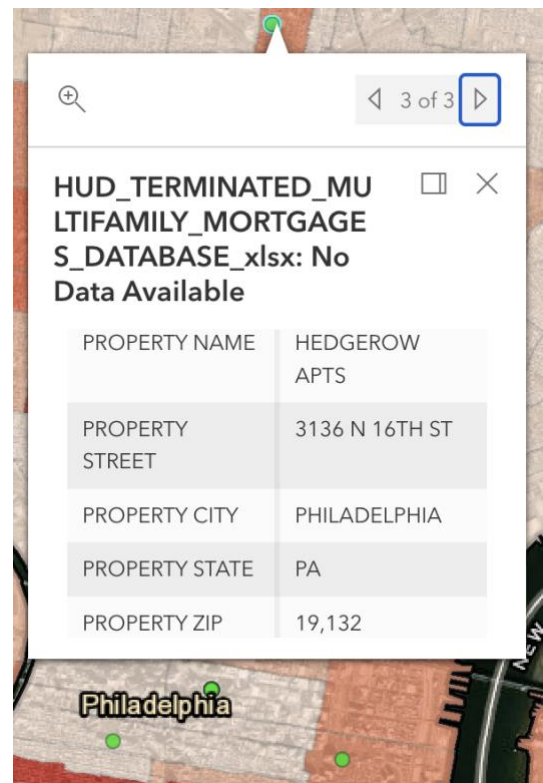 3 of 3
HUD_TERMINATED_MU
LTIFAMILY_MORTGAGE
S_DATABASE_xlsx: No
Data Available
PROPERTY NAME HEDGEROW
APTS
PROPERTY 3136 N 16TH ST
STREET
PROPERTY CITY PHILADELPHIA
PROPERTY STATE PA
PROPERTY ZIP 19,132
NEW
Philadelphia